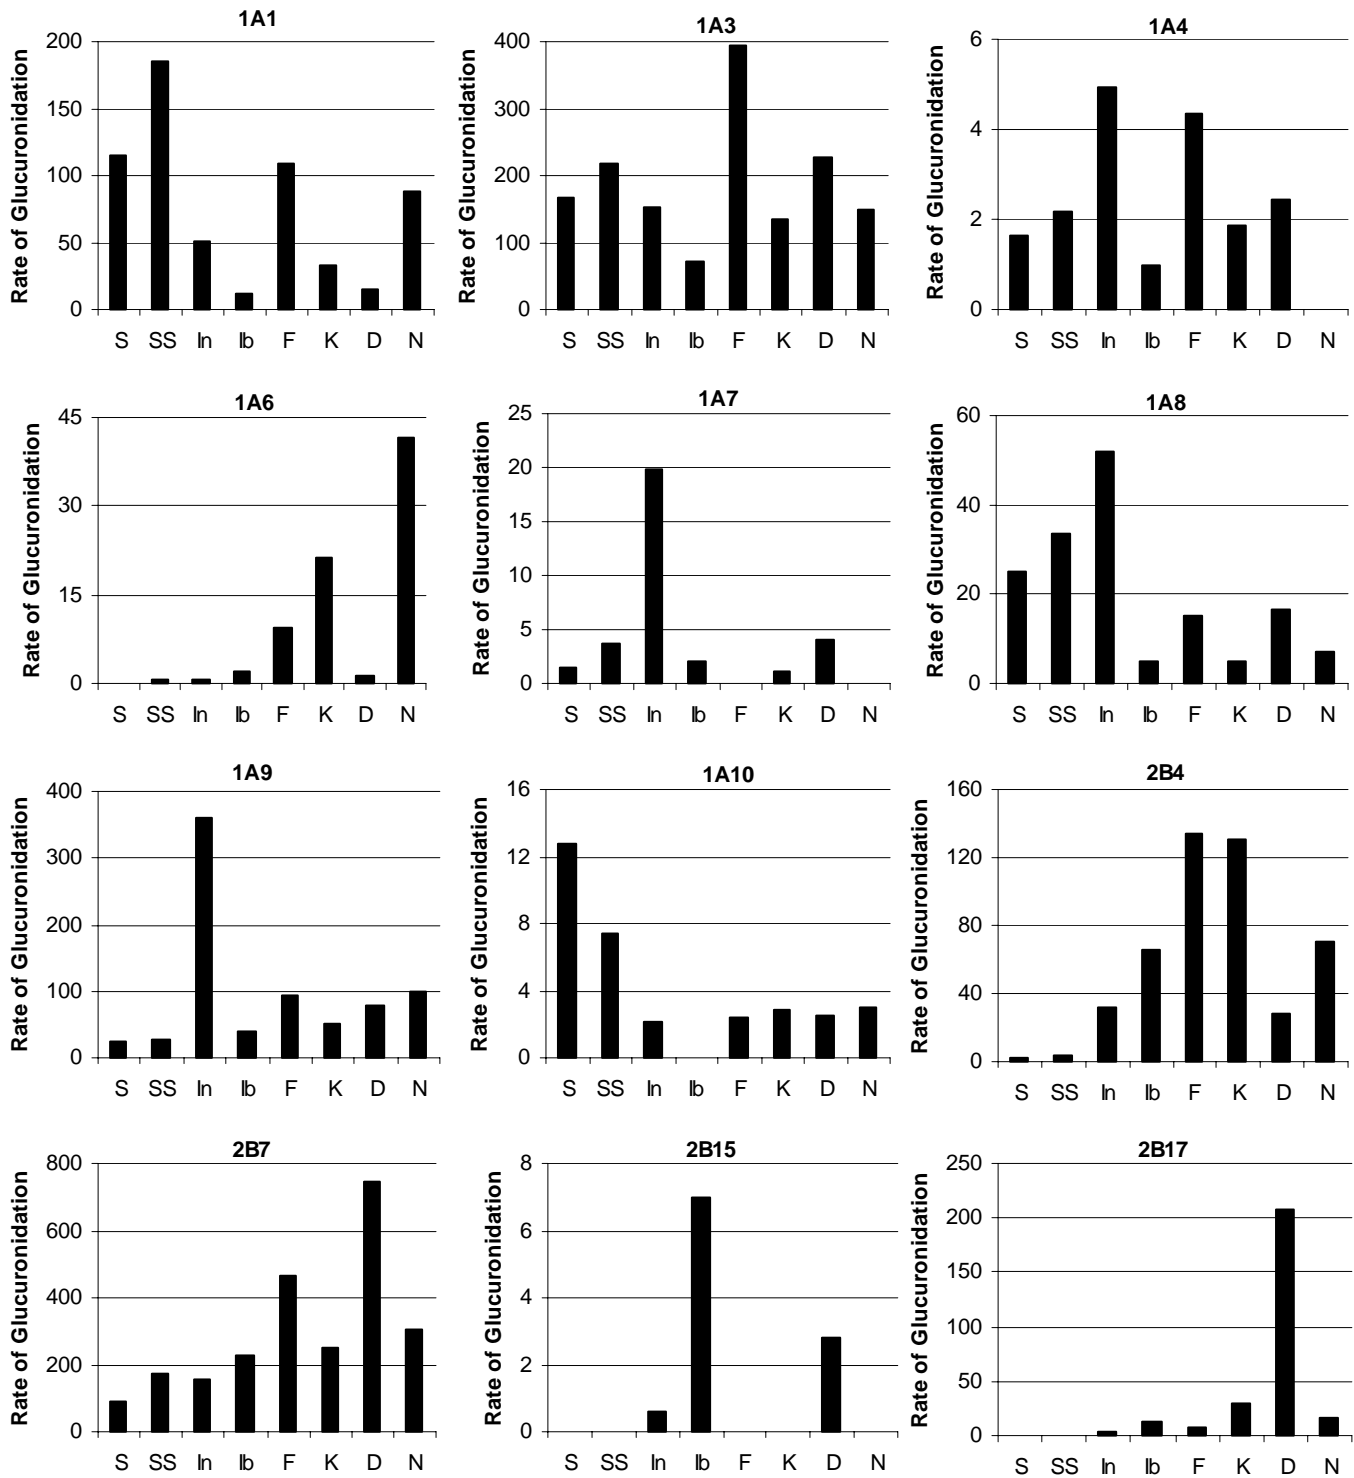 1A1
Rate of Glucuronidation
200
150
100
50
0
S SS In Ib F K D N
1A3
Rate of Glucuronidation
400
300
200
100
0
S SS In Ib F K D N
1A4
Rate of Glucuronidation
6
4
2
0
S SS In Ib F K D N
1A6
Rate of Glucuronidation
45
30
15
0
S SS In Ib F K D N
1A7
Rate of Glucuronidation
25
20
15
10
5
0
S SS In Ib F K D N
1A8
Rate of Glucuronidation
60
40
20
0
S SS In Ib F K D N
1A9
Rate of Glucuronidation
400
300
200
100
0
S SS In Ib F K D N
1A10
Rate of Glucuronidation
16
12
8
4
0
S SS In Ib F K D N
2B4
Rate of Glucuronidation
160
120
80
40
0
S SS In Ib F K D N
2B7
Rate of Glucuronidation
800
600
400
200
0
S SS In Ib F K D N
2B15
Rate of Glucuronidation
8
6
4
2
0
S SS In Ib F K D N
2B17
Rate of Glucuronidation
250
200
150
100
50
0
S SS In Ib F K D N